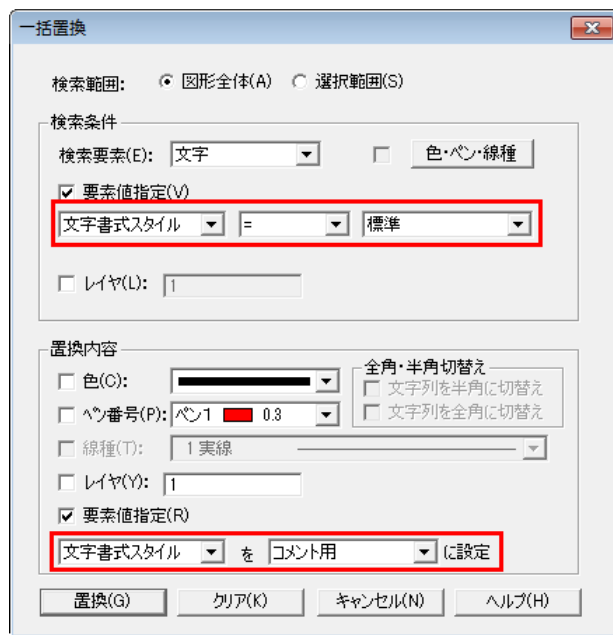 一括置換
検索範囲: 図形全体(A) 選択範囲(S)
検索条件
検索要素(E): 文字 色・ペン・線種
要素値指定(V)
文字書式スタイル = 標準
レイヤ(L): 1
置換内容
色(C):
全角・半角切替え
文字列を半角に切替え
ペン番号(P): ペン1 0.3
文字列を全角に切替え
線種(T): 1 実線
レイヤ(Y): 1
要素値指定(R)
文字書式スタイル を コメント用 に設定
置換(G) クリア(K) キャンセル(N) ヘルプ(H)